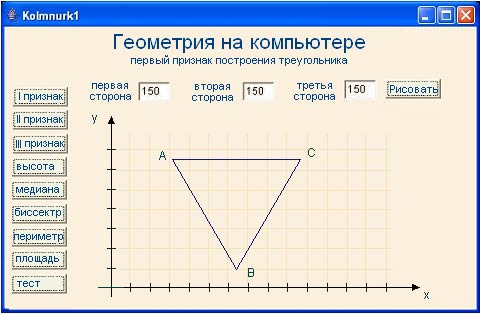 Kolmnurk1
Геометрия на компьютере
первый признак построения треугольника
первая сторона 150 вторая сторона 150 третья сторона 150 Рисовать
I признак
II признак
III признак
высота
медиана
биссектр.
периметр
площадь
тест
y
A C
B
x